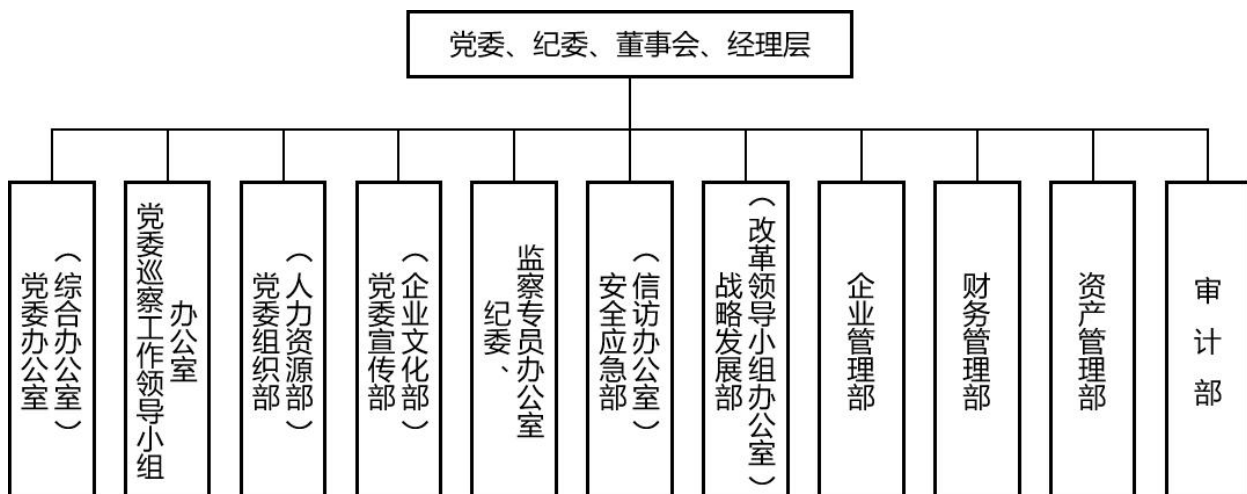 党委、纪委、董事会、经理层
党委办公室
（综合办公室）
党委巡察工作领导小组
办公室
党委组织部
（人力资源部）
党委宣传部
（企业文化部）
纪委、
监察专员办公室
安全应急部
（信访办公室）
战略发展部
（改革领导小组办公室）
企业管理部
财务管理部
资产管理部
审计部